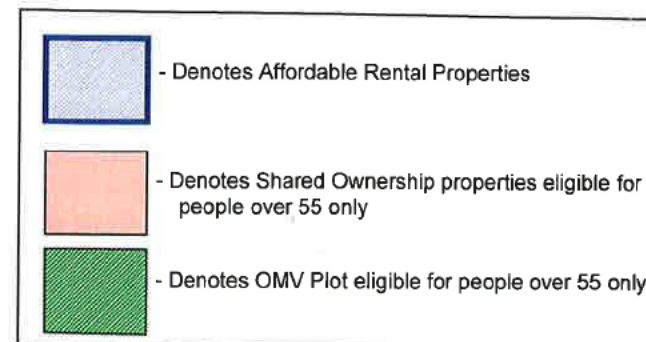 - Denotes Affordable Rental Properties
- Denotes Shared Ownership properties eligible for
people over 55 only
- Denotes OMV Plot eligible for people over 55 only